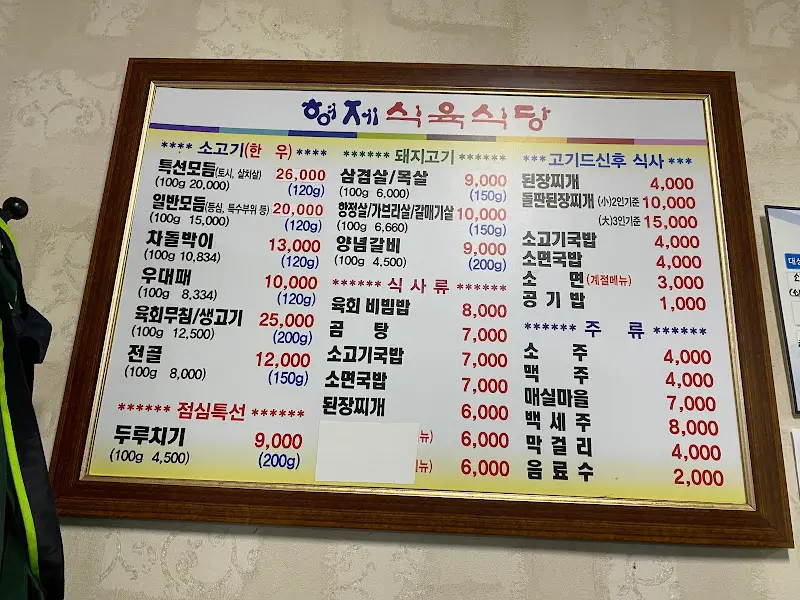 형제식육식당
**** 소고기(한 우) ****
특선모듬(토시, 살치살) 26,000
(100g 20,000) (120g)
일반모듬(등심, 특수부위 등) 20,000
(100g 15,000) (120g)
차돌박이 13,000
(100g 10,834) (120g)
우대패 10,000
(100g 8,334) (120g)
육회무침/생고기 25,000
(100g 12,500) (200g)
전골 12,000
(100g 8,000) (150g)
****** 점심특선 ******
두루치기 9,000
(100g 4,500) (200g)
****** 돼지고기 ******
삼겹살/목살 9,000
(100g 6,000) (150g)
항정살/가브리살/갈매기살 10,000
(100g 6,660) (150g)
양념갈비 9,000
(100g 4,500) (200g)
****** 식 사 류 ******
육회 비빔밥 8,000
곰 탕 7,000
소고기국밥 7,000
소면국밥 7,000
된장찌개 6,000
뉴) 6,000
뉴) 6,000
***고기드신후 식사***
된장찌개 4,000
돌판된장찌개 (小)2인기준 10,000
(大)3인기준 15,000
소고기국밥 4,000
소면국밥 4,000
소 면(계절메뉴) 3,000
공 기 밥 1,000
****** 주 류 ******
소 주 4,000
맥 주 4,000
매실마을 7,000
백 세 주 8,000
막 걸 리 4,000
음 료 수 2,000